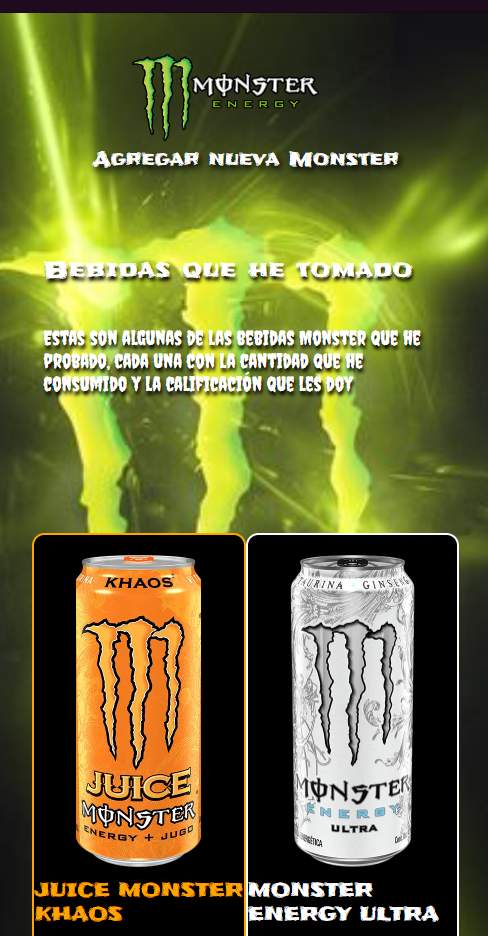 MONSTER
ENERGY
Agregar nueva Monster
Bebidas que he tomado
ESTAS SON ALGUNAS DE LAS BEBIDAS MONSTER QUE HE
PROBADO, CADA UNA CON LA CANTIDAD QUE HE
CONSUMIDO Y LA CALIFICACIÓN QUE LES DOY
KHAOS
JUICE
MONSTER
ENERGY + JUGO
TAURINA · GINSENG
MONSTER
ENERGY
ULTRA
JUICE MONSTER
KHAOS
MONSTER
ENERGY ULTRA